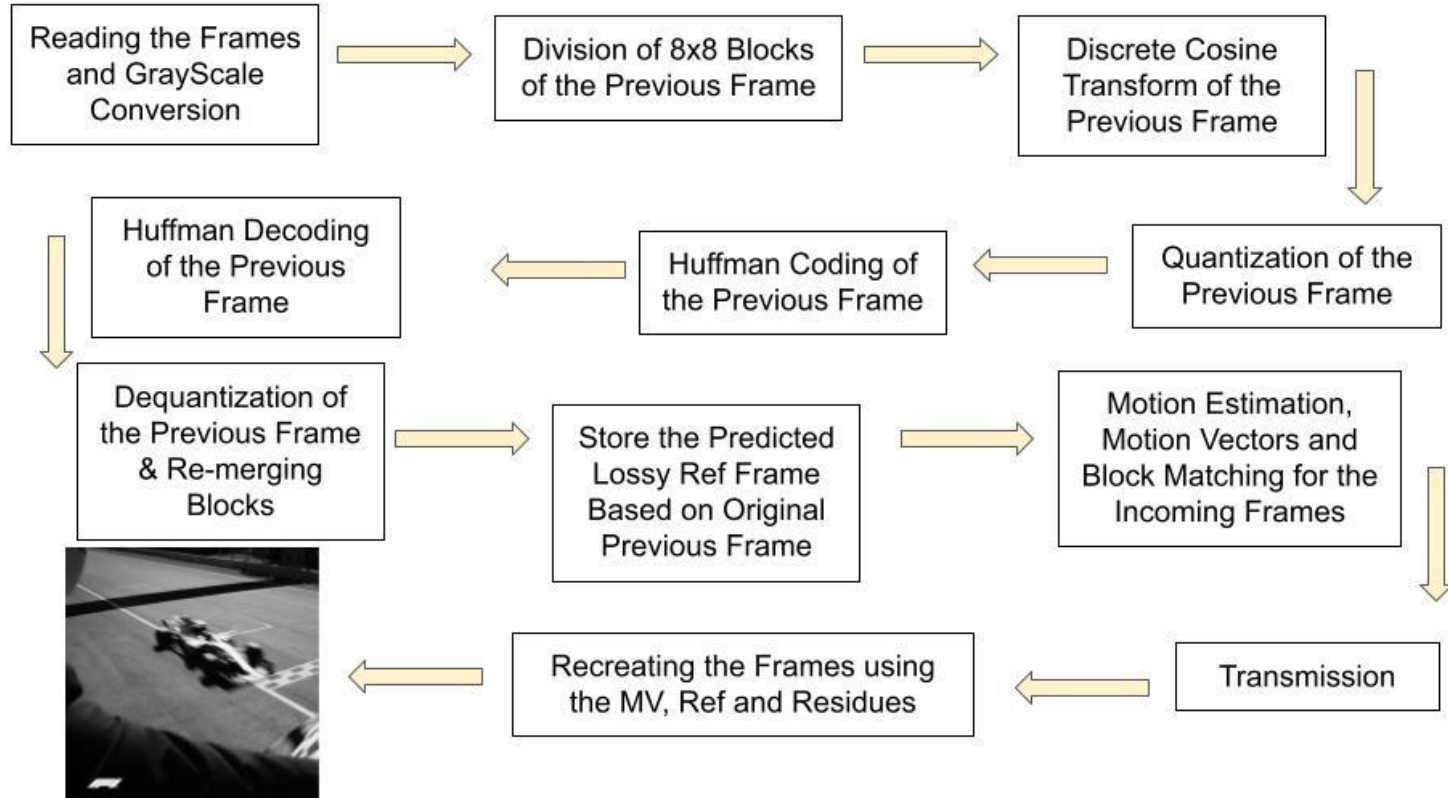 Reading the Frames
and GrayScale
Conversion
Division of 8x8 Blocks
of the Previous Frame
Discrete Cosine
Transform of the
Previous Frame
Quantization of the
Previous Frame
Huffman Coding of
the Previous Frame
Huffman Decoding
of the Previous
Frame
Dequantization of
the Previous Frame
& Re-merging
Blocks
Store the Predicted
Lossy Ref Frame
Based on Original
Previous Frame
Motion Estimation,
Motion Vectors and
Block Matching for the
Incoming Frames
Transmission
Recreating the Frames using
the MV, Ref and Residues